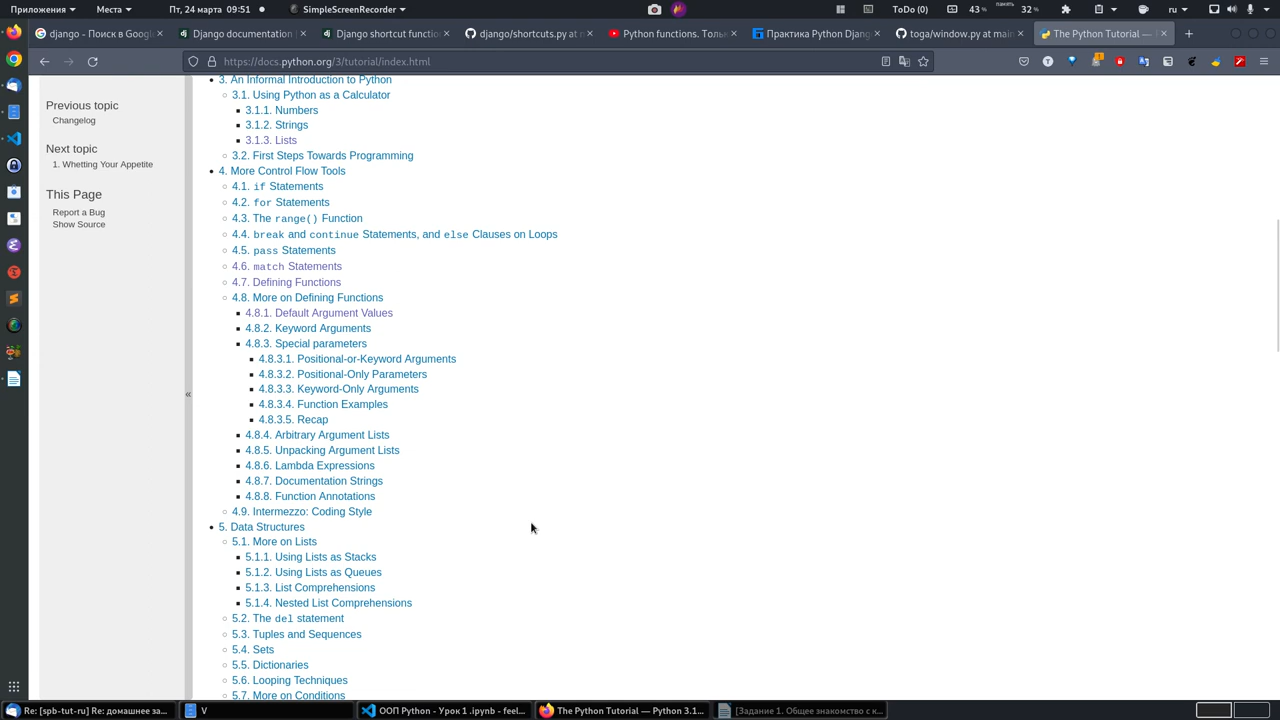 Приложения Места Пт, 24 марта 09:51 SimpleScreenRecorder ToDo (0) 43 % память 32 %
django - Поиск в Googl Django documentation Django shortcut functio django/shortcuts.py at Python functions. Толь Практика Python Djan toga/window.py at main The Python Tutorial —
https://docs.python.org/3/tutorial/index.html
Previous topic
Changelog
Next topic
1. Whetting Your Appetite
This Page
Report a Bug
Show Source
«
3. An Informal Introduction to Python
3.1. Using Python as a Calculator
3.1.1. Numbers
3.1.2. Strings
3.1.3. Lists
3.2. First Steps Towards Programming
4. More Control Flow Tools
4.1. if Statements
4.2. for Statements
4.3. The range() Function
4.4. break and continue Statements, and else Clauses on Loops
4.5. pass Statements
4.6. match Statements
4.7. Defining Functions
4.8. More on Defining Functions
4.8.1. Default Argument Values
4.8.2. Keyword Arguments
4.8.3. Special parameters
4.8.3.1. Positional-or-Keyword Arguments
4.8.3.2. Positional-Only Parameters
4.8.3.3. Keyword-Only Arguments
4.8.3.4. Function Examples
4.8.3.5. Recap
4.8.4. Arbitrary Argument Lists
4.8.5. Unpacking Argument Lists
4.8.6. Lambda Expressions
4.8.7. Documentation Strings
4.8.8. Function Annotations
4.9. Intermezzo: Coding Style
5. Data Structures
5.1. More on Lists
5.1.1. Using Lists as Stacks
5.1.2. Using Lists as Queues
5.1.3. List Comprehensions
5.1.4. Nested List Comprehensions
5.2. The del statement
5.3. Tuples and Sequences
5.4. Sets
5.5. Dictionaries
5.6. Looping Techniques
5.7. More on Conditions
Re: [spb-tut-ru] Re: домашнее за... V ООП Python - Урок 1 .ipynb - feel... The Python Tutorial — Python 3.1... [Задание 1. Общее знакомство с к...